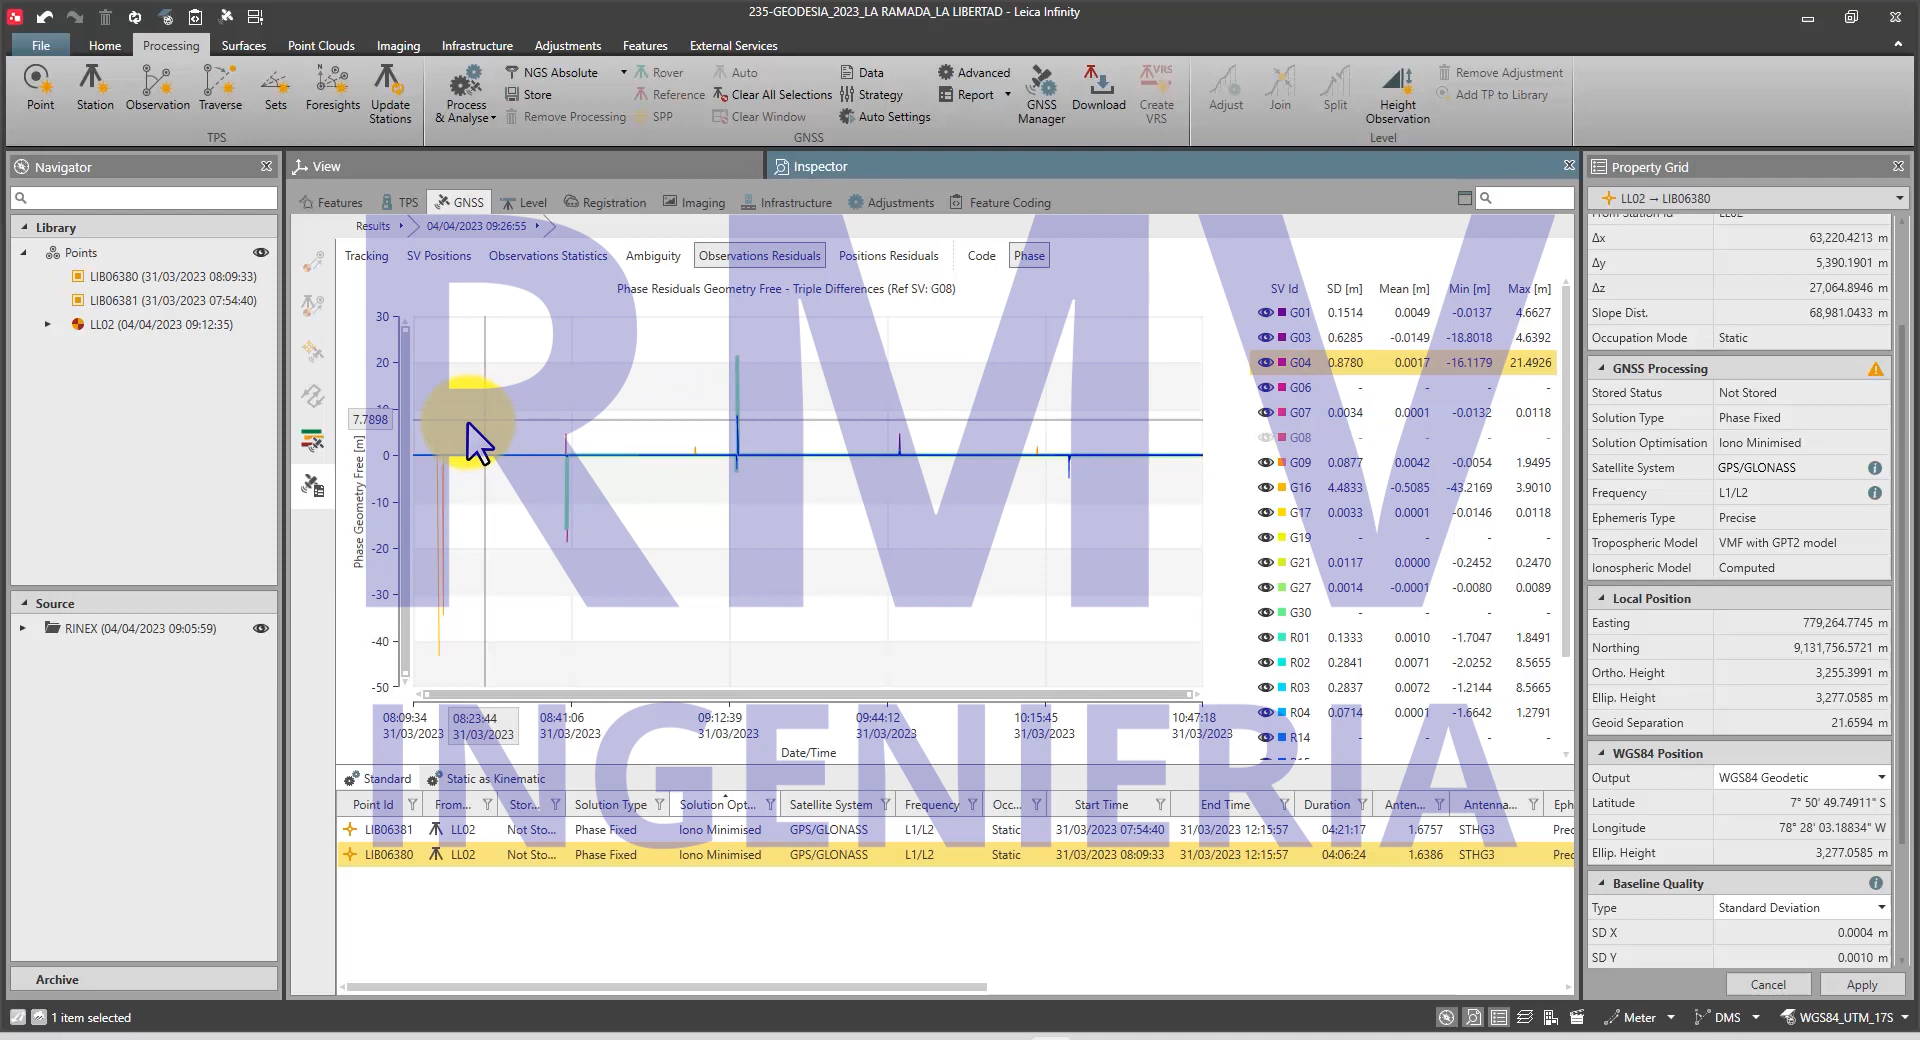 235-GEODESIA_2023_LA RAMADA_LA LIBERTAD - Leica Infinity
File Home Processing Surfaces Point Clouds Imaging Infrastructure Adjustments Features External Services
Point Station Observation Traverse Sets Foresights Update Stations
TPS
Process & Analyse
NGS Absolute Rover Auto Data Advanced
Store Reference Clear All Selections Strategy Report
Remove Processing SPP Clear Window Auto Settings
GNSS Manager Download Create VRS
GNSS
Adjust Join Split Height Observation
Remove Adjustment
Add TP to Library
Level
Navigator
Library
Points
LIB06380 (31/03/2023 08:09:33)
LIB06381 (31/03/2023 07:54:40)
LL02 (04/04/2023 09:12:35)
Source
RINEX (04/04/2023 09:05:59)
Archive
View
Inspector
Features TPS GNSS Level Registration Imaging Infrastructure Adjustments Feature Coding
Results 04/04/2023 09:26:55
Tracking SV Positions Observations Statistics Ambiguity Observations Residuals Positions Residuals Code Phase
Phase Residuals Geometry Free - Triple Differences (Ref SV: G08)
Phase Geometry Free [m]
30
20
10
7.7898
0
-10
-20
-30
-40
-50
08:09:34 08:23:44 08:41:06 09:12:39 09:44:12 10:15:45 10:47:18
31/03/2023 31/03/2023 31/03/2023 31/03/2023 31/03/2023 31/03/2023 31/03/2023
Date/Time
SV Id SD [m] Mean [m] Min [m] Max [m]
G01 0.1514 0.0049 -0.0137 4.6627
G03 0.6285 -0.0149 -18.8018 4.6392
G04 0.8780 0.0017 -16.1179 21.4926
G06 - - - -
G07 0.0034 0.0001 -0.0132 0.0118
G08
G09 0.0877 0.0042 -0.0054 1.9495
G16 4.4833 -0.5085 -43.2169 3.9010
G17 0.0033 0.0001 -0.0146 0.0118
G19 - - - -
G21 0.0117 0.0000 -0.2452 0.2470
G27 0.0014 -0.0001 -0.0080 0.0089
G30 - - - -
R01 0.1333 0.0010 -1.7047 1.8491
R02 0.2841 0.0071 -2.0252 8.5655
R03 0.2837 0.0072 -1.2144 8.5665
R04 0.0714 0.0001 -1.6642 1.2791
R14 - - - -
RMV
INGENIERIA
Standard Static as Kinematic
Point Id From... Stor... Solution Type Solution Opt... Satellite System Frequency Occ... Start Time End Time Duration Anten... Antenna... Eph
LIB06381 LL02 Not Sto... Phase Fixed Iono Minimised GPS/GLONASS L1/L2 Static 31/03/2023 07:54:40 31/03/2023 12:15:57 04:21:17 1.6757 STHG3 Prec
LIB06380 LL02 Not Sto... Phase Fixed Iono Minimised GPS/GLONASS L1/L2 Static 31/03/2023 08:09:33 31/03/2023 12:15:57 04:06:24 1.6386 STHG3 Prec
Property Grid
LL02 → LIB06380
From Station Id LL02
Δx 63,220.4213 m
Δy 5,390.1901 m
Δz 27,064.8946 m
Slope Dist. 68,981.0433 m
Occupation Mode Static
GNSS Processing
Stored Status Not Stored
Solution Type Phase Fixed
Solution Optimisation Iono Minimised
Satellite System GPS/GLONASS
Frequency L1/L2
Ephemeris Type Precise
Tropospheric Model VMF with GPT2 model
Ionospheric Model Computed
Local Position
Easting 779,264.7745 m
Northing 9,131,756.5721 m
Ortho. Height 3,255.3991 m
Ellip. Height 3,277.0585 m
Geoid Separation 21.6594 m
WGS84 Position
Output WGS84 Geodetic
Latitude 7° 50' 49.74911" S
Longitude 78° 28' 03.18834" W
Ellip. Height 3,277.0585 m
Baseline Quality
Type Standard Deviation
SD X 0.0004 m
SD Y 0.0010 m
Cancel Apply
1 item selected
Meter DMS WGS84_UTM_17S